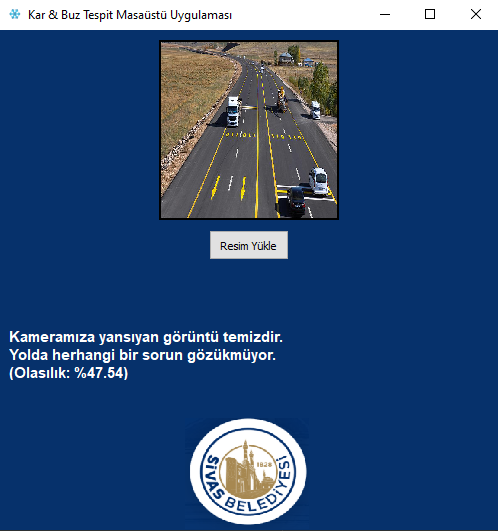 Kar & Buz Tespit Masaüstü Uygulaması
Resim Yükle
Kameramıza yansıyan görüntü temizdir.
Yolda herhangi bir sorun gözükmüyor.
(Olasılık: %47.54)
1828
SİVAS BELEDİYESİ